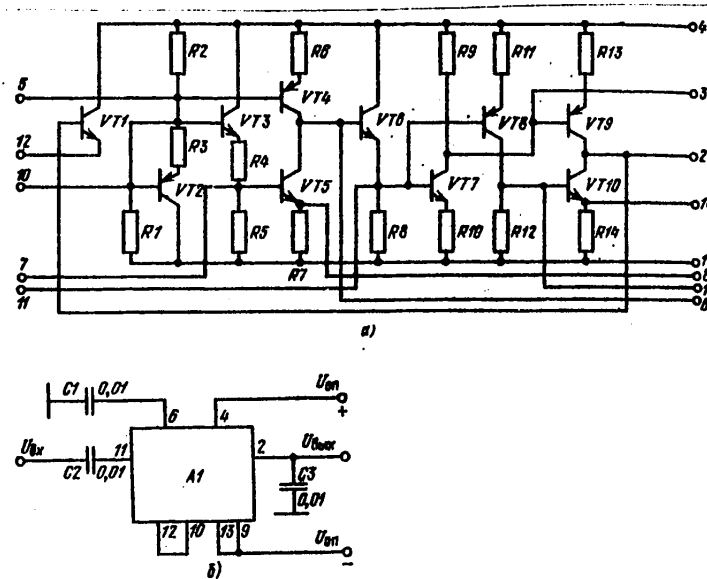 4
R2
R6
R9
R11
R13
5
3
VT4
VT1
VT3
VT6
VT8
VT9
12
R3
2
10
R4
VT2
VT5
VT7
VT10
R1
R5
R8
R10
R12
R14
7
R7
11
а)
C1
0,01
Uвп
+
6
4
Uвх
11
2
Uвых
C2
0,01
A1
C3
0,01
12
10
13
9
Uвп
−
б)